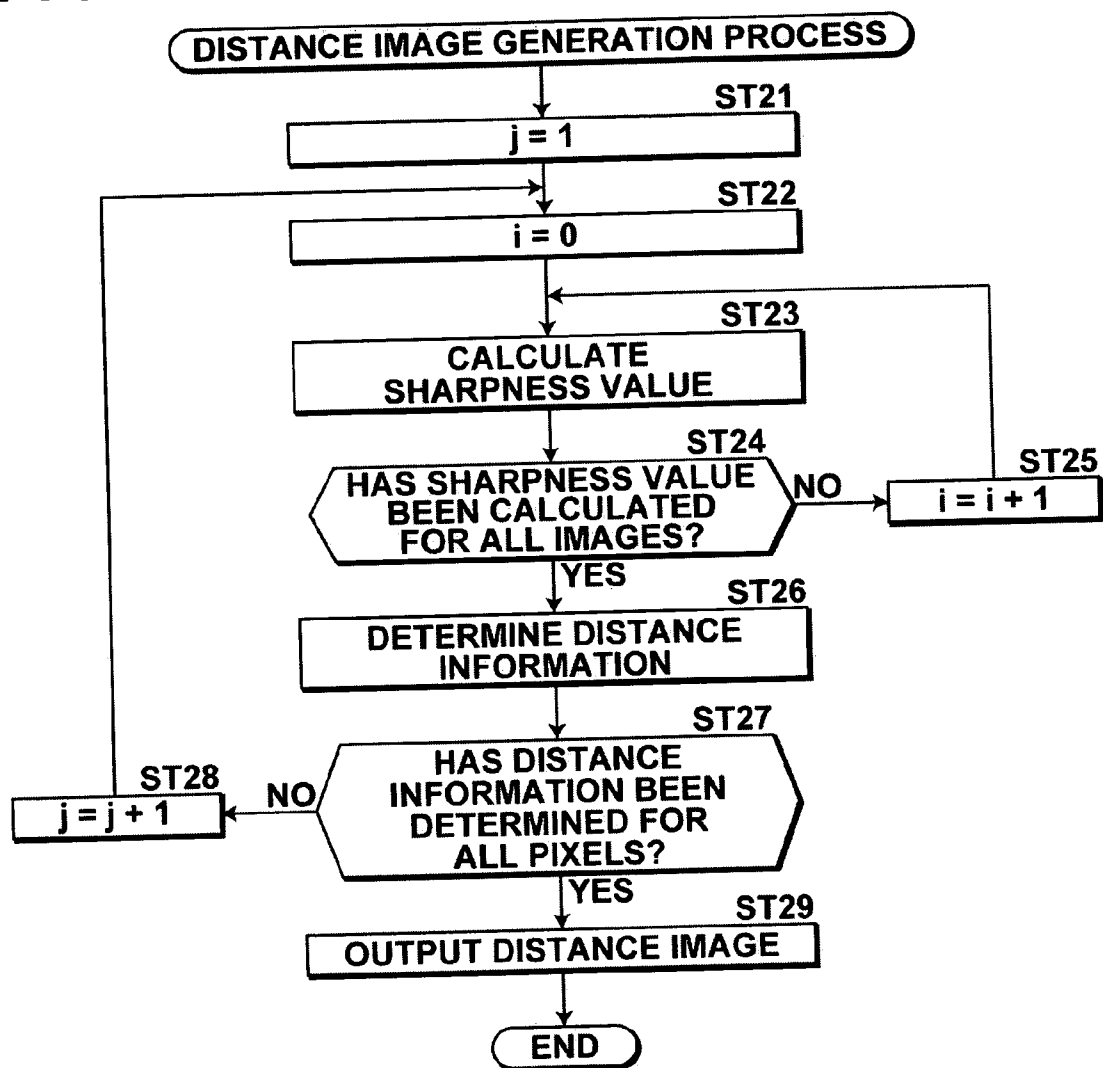 DISTANCE IMAGE GENERATION PROCESS
ST21
j = 1
ST22
i = 0
ST23
CALCULATE
SHARPNESS VALUE
ST24
HAS SHARPNESS VALUE
BEEN CALCULATED
FOR ALL IMAGES?
NO
ST25
i = i + 1
YES
ST26
DETERMINE DISTANCE
INFORMATION
ST27
HAS DISTANCE
INFORMATION BEEN
DETERMINED FOR
ALL PIXELS?
NO
ST28
j = j + 1
YES
ST29
OUTPUT DISTANCE IMAGE
END